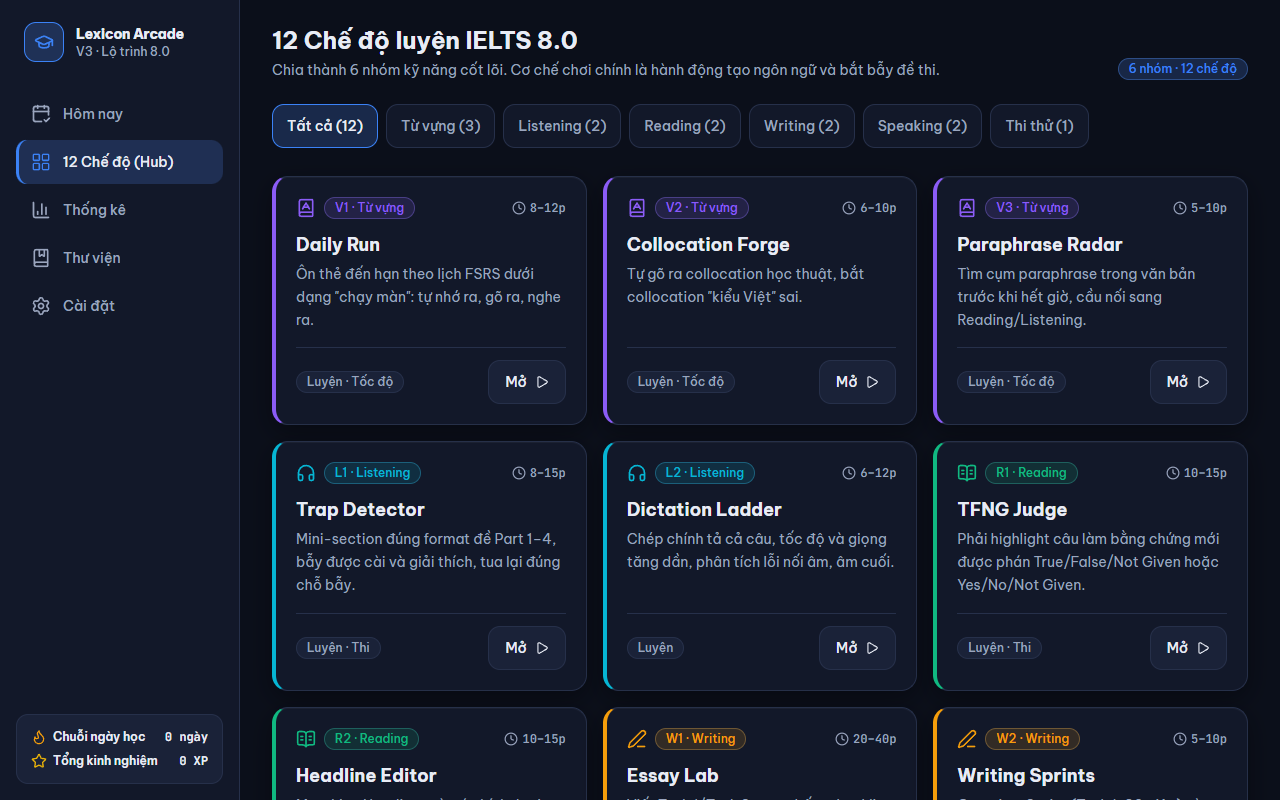 Lexicon Arcade
V3 · Lộ trình 8.0
Hôm nay
12 Chế độ (Hub)
Thống kê
Thư viện
Cài đặt
Chuỗi ngày học 0 ngày
Tổng kinh nghiệm 0 XP
12 Chế độ luyện IELTS 8.0
Chia thành 6 nhóm kỹ năng cốt lõi. Cơ chế chơi chính là hành động tạo ngôn ngữ và bắt bẫy đề thi.
6 nhóm · 12 chế độ
Tất cả (12) Từ vựng (3) Listening (2) Reading (2) Writing (2) Speaking (2) Thi thử (1)
V1 · Từ vựng 8–12p
Daily Run
Ôn thẻ đến hạn theo lịch FSRS dưới
dạng "chạy màn": tự nhớ ra, gõ ra, nghe
ra.
Luyện · Tốc độ Mở
V2 · Từ vựng 6–10p
Collocation Forge
Tự gõ ra collocation học thuật, bắt
collocation "kiểu Việt" sai.
Luyện · Tốc độ Mở
V3 · Từ vựng 5–10p
Paraphrase Radar
Tìm cụm paraphrase trong văn bản
trước khi hết giờ, cầu nối sang
Reading/Listening.
Luyện · Tốc độ Mở
L1 · Listening 8–15p
Trap Detector
Mini-section đúng format đề Part 1–4,
bẫy được cài và giải thích, tua lại đúng
chỗ bẫy.
Luyện · Thi Mở
L2 · Listening 6–12p
Dictation Ladder
Chép chính tả cả câu, tốc độ và giọng
tăng dần, phân tích lỗi nối âm, âm cuối.
Luyện Mở
R1 · Reading 10–15p
TFNG Judge
Phải highlight câu làm bằng chứng mới
được phán True/False/Not Given hoặc
Yes/No/Not Given.
Luyện · Thi Mở
R2 · Reading 10–15p
Headline Editor
W1 · Writing 20–40p
Essay Lab
W2 · Writing 5–10p
Writing Sprints